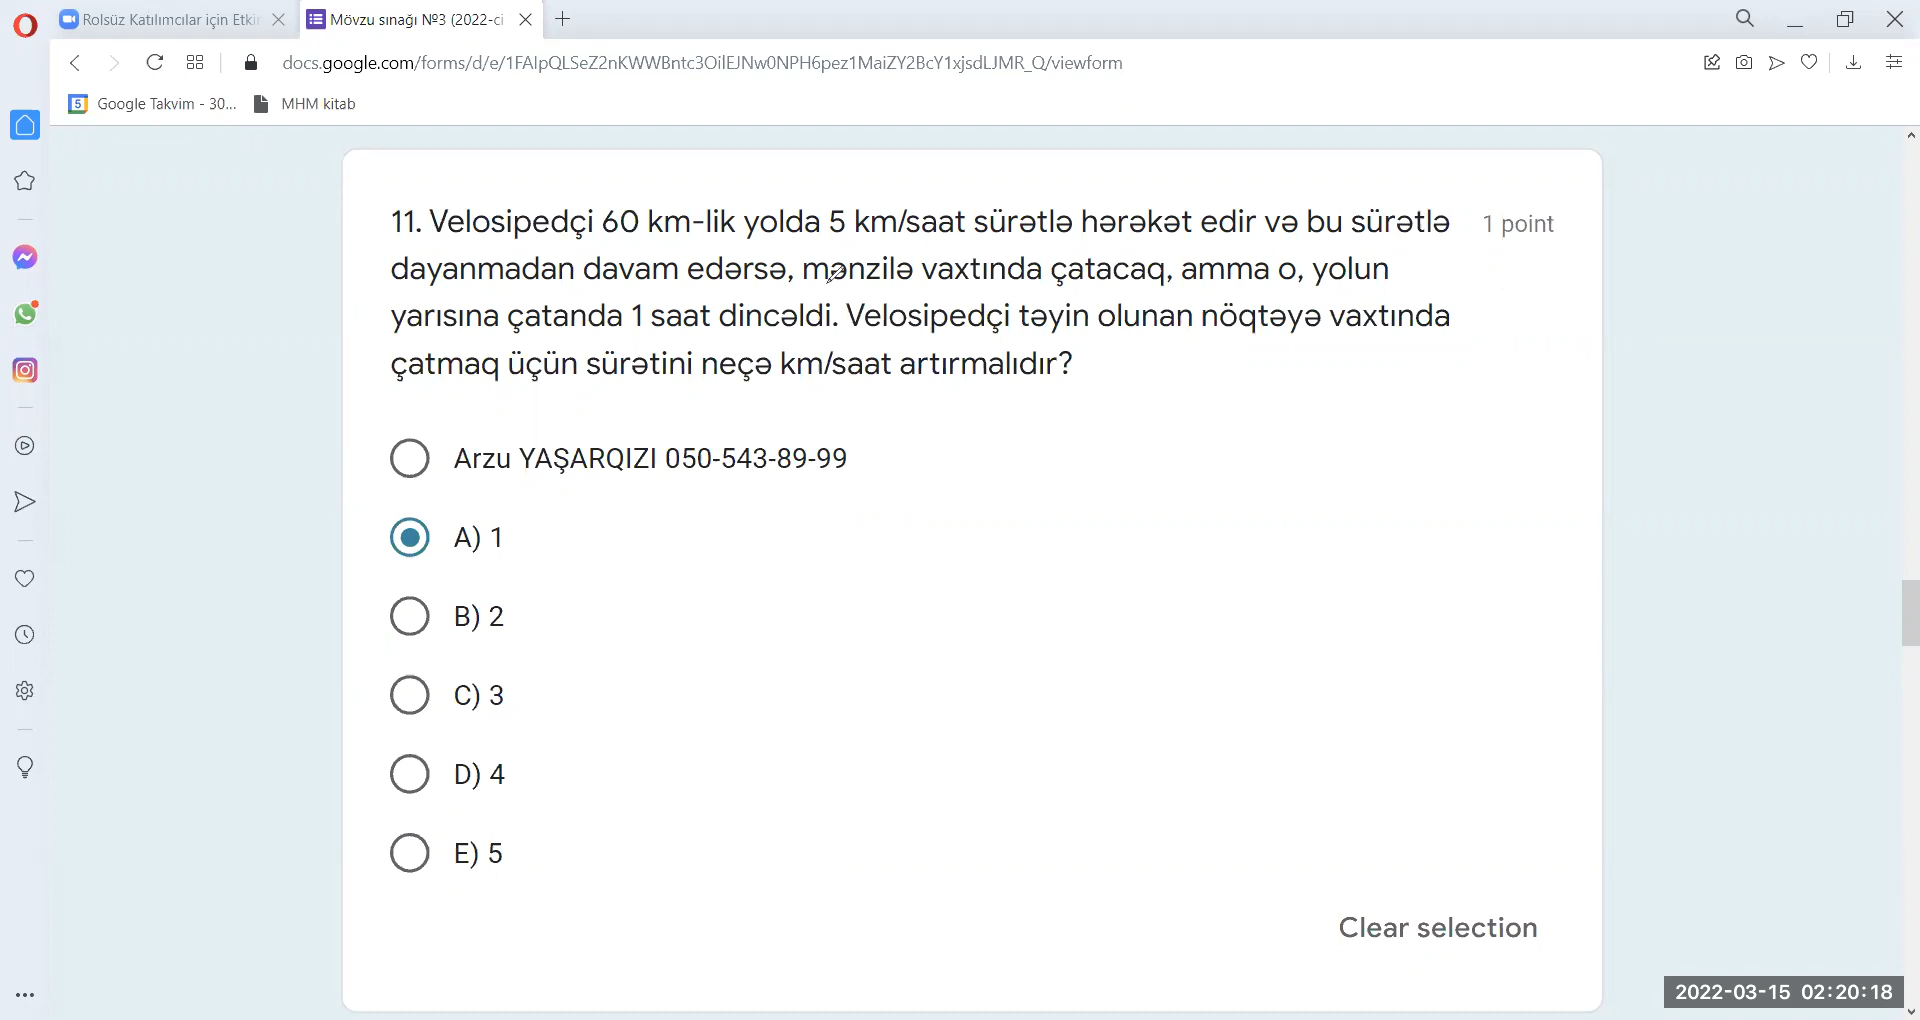 Rolsüz Katılımcılar için Etki
Mövzu sınağı №3 (2022-ci
docs.google.com/forms/d/e/1FAIpQLSeZ2nKWWBntc3OilEJNw0NPH6pez1MaiZY2BcY1xjsdLJMR_Q/viewform
5 Google Takvim - 30...
MHM kitab
11. Velosipedçi 60 km-lik yolda 5 km/saat sürətlə hərəkət edir və bu sürətlə
1 point
dayanmadan davam edərsə, mənzilə vaxtında çatacaq, amma o, yolun
yarısına çatanda 1 saat dincəldi. Velosipedçi təyin olunan nöqtəyə vaxtında
çatmaq üçün sürətini neçə km/saat artırmalıdır?
Arzu YAŞARQIZI 050-543-89-99
A) 1
B) 2
C) 3
D) 4
E) 5
Clear selection
2022-03-15 02:20:18